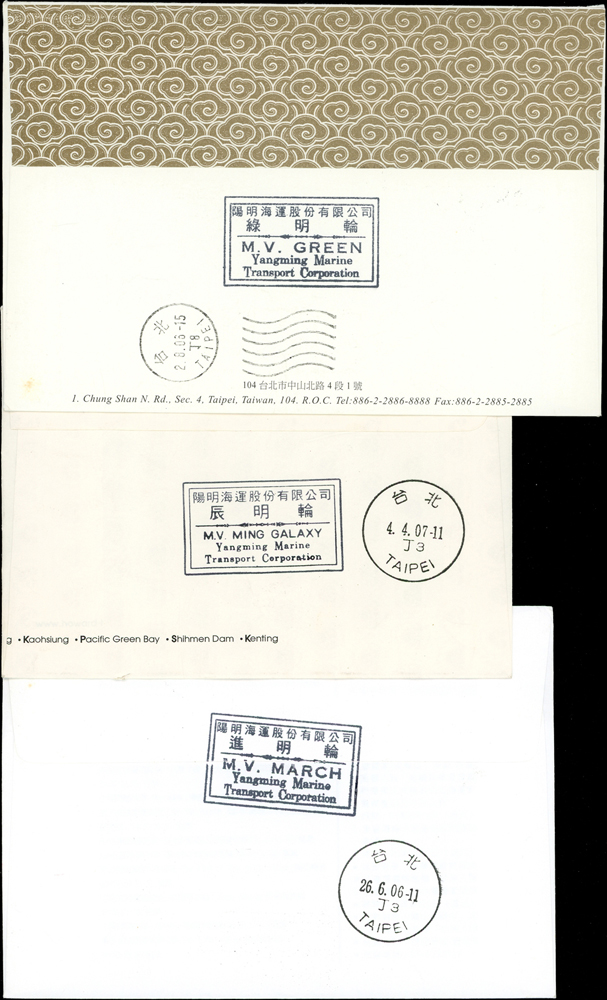 陽明海運股份有限公司
綠明輪
M.V. GREEN
Yangming Marine
Transport Corporation
台北
2.8.06-15
J8
TAIPEI
104 台北市中山北路 4 段 1 號
1. Chung Shan N. Rd., Sec. 4, Taipei, Taiwan, 104. R.O.C. Tel:886-2-2886-8888 Fax:886-2-2885-2885
陽明海運股份有限公司
辰明輪
M.V. MING GALAXY
Yangming Marine
Transport Corporation
台北
4.4.07-11
J3
TAIPEI
g • Kaohsiung • Pacific Green Bay • Shihmen Dam • Kenting
陽明海運股份有限公司
進明輪
M.V. MARCH
Yangming Marine
Transport Corporation
台北
26.6.06-11
J3
TAIPEI